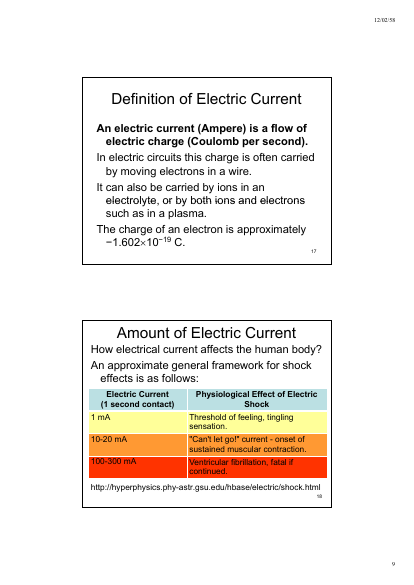 12/02/58
Definition of Electric Current
An electric current (Ampere) is a flow of
electric charge (Coulomb per second).
In electric circuits this charge is often carried
by moving electrons in a wire.
It can also be carried by ions in an
electrolyte, or by both ions and electrons
such as in a plasma.
The charge of an electron is approximately
−1.602×10⁻¹⁹ C.
17
Amount of Electric Current
How electrical current affects the human body?
An approximate general framework for shock
effects is as follows:
Electric Current
(1 second contact)
Physiological Effect of Electric
Shock
1 mA
Threshold of feeling, tingling
sensation.
10-20 mA
"Can't let go!" current - onset of
sustained muscular contraction.
100-300 mA
Ventricular fibrillation, fatal if
continued.
http://hyperphysics.phy-astr.gsu.edu/hbase/electric/shock.html
18
9